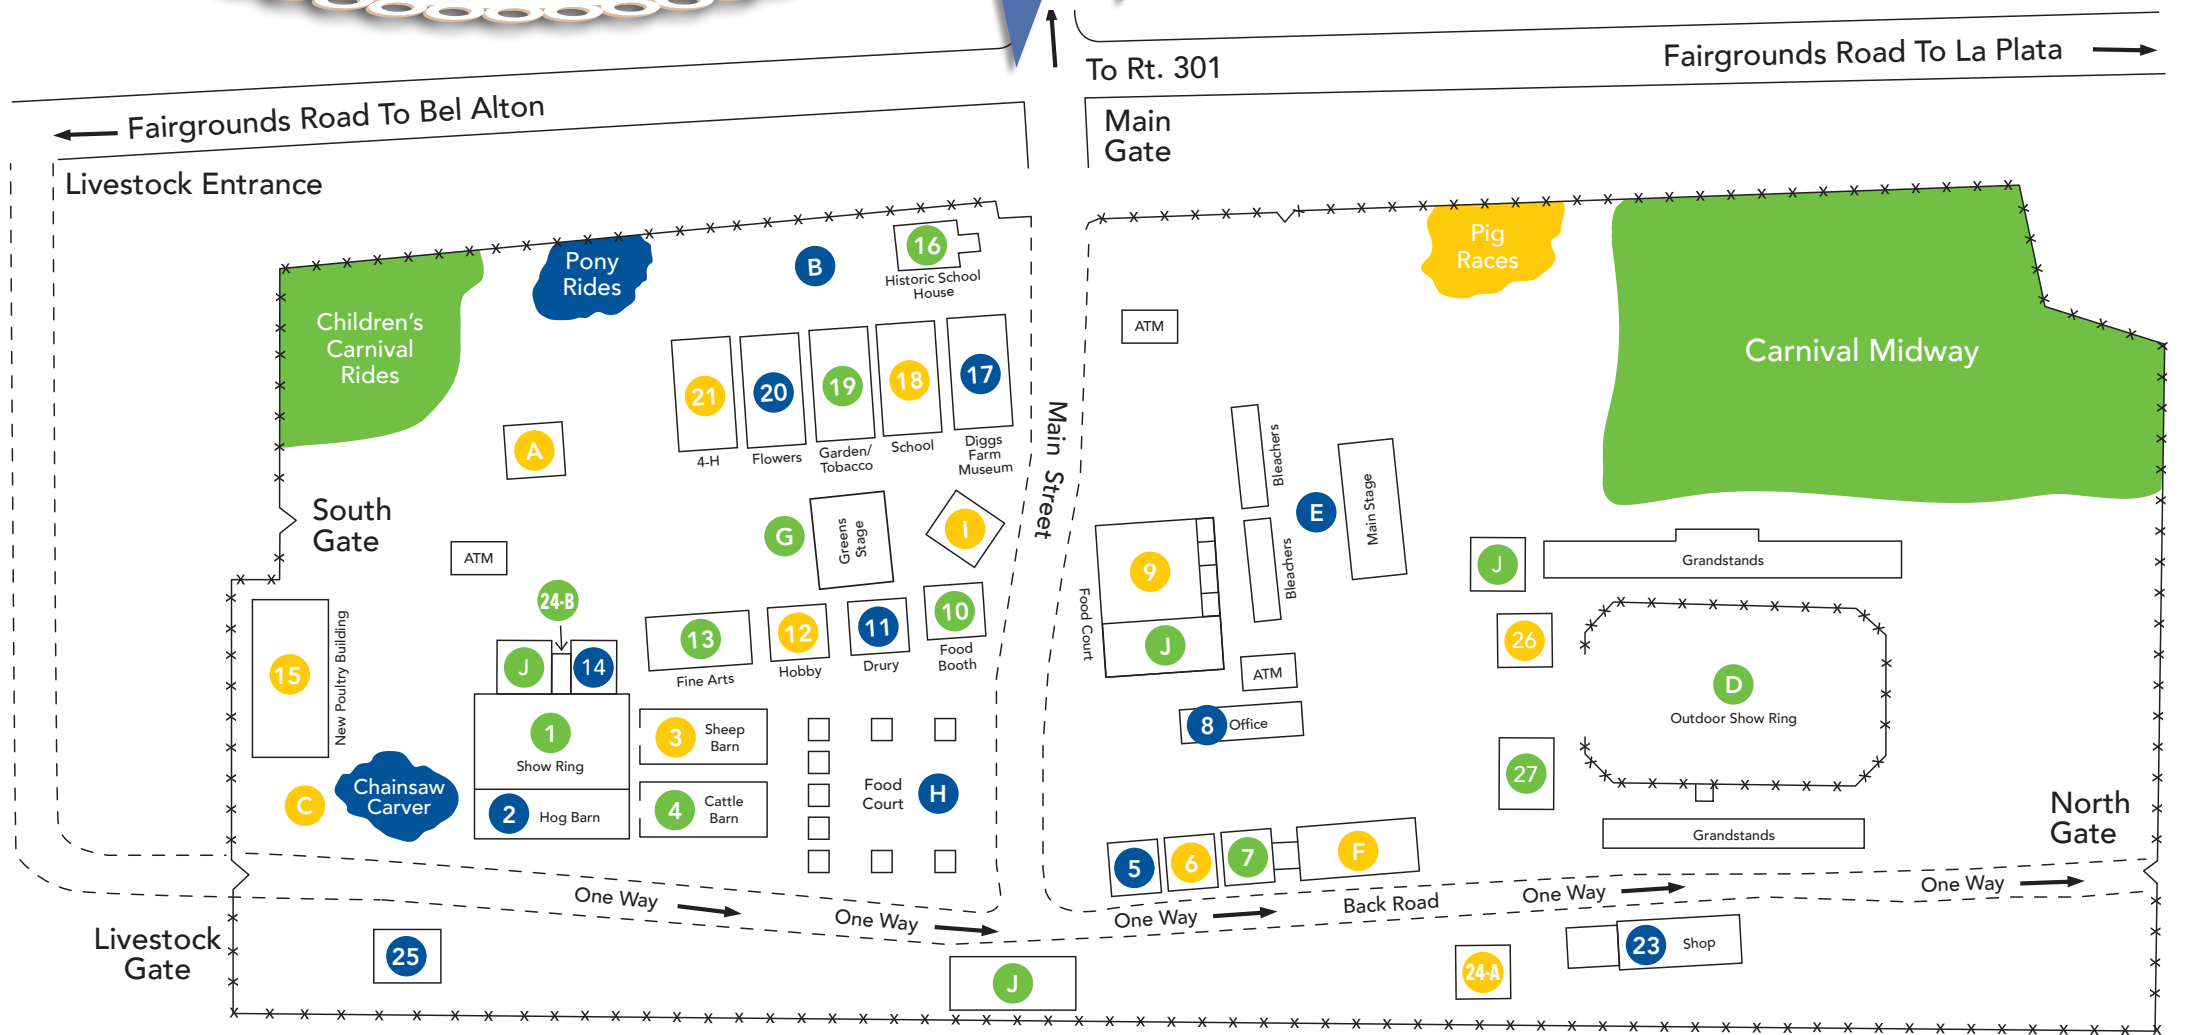 To Rt. 301
Fairgrounds Road To La Plata
Fairgrounds Road To Bel Alton
Main
Gate
Livestock Entrance
Children's
Carnival
Rides
Pony
Rides
B
16
Historic School
House
Pig
Races
Carnival Midway
ATM
21
4-H
20
Flowers
19
Garden/
Tobacco
18
School
17
Diggs
Farm
Museum
A
South
Gate
ATM
G
Greens
Stage
I
Main Street
Bleachers
Bleachers
E
Main Stage
9
Food Court
J
ATM
8
Office
J
Grandstands
26
D
Outdoor Show Ring
27
Grandstands
North
Gate
15
New Poultry Building
24-B
J
14
13
Fine Arts
12
Hobby
11
Drury
10
Food
Booth
1
Show Ring
2
Hog Barn
3
Sheep
Barn
4
Cattle
Barn
C
Chainsaw
Carver
Food
Court
H
5
6
7
F
One Way
One Way
One Way
Back Road
One Way
One Way
Livestock
Gate
25
J
24-A
23
Shop